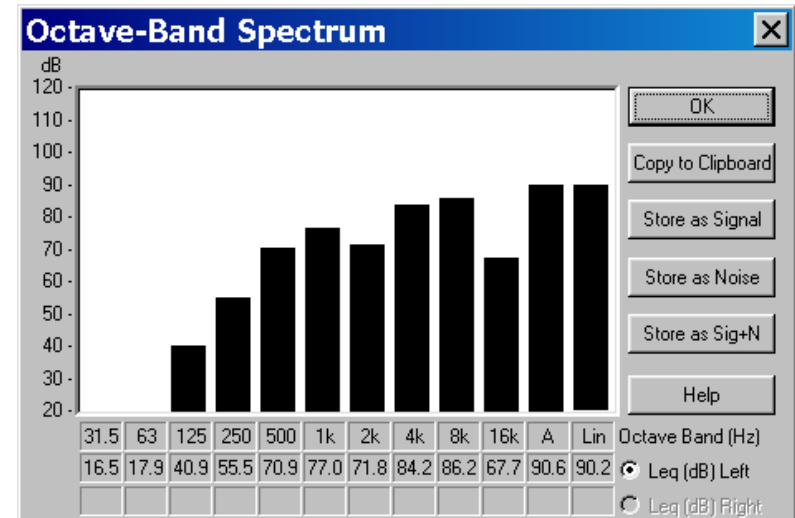 Octave-Band Spectrum
dB
120
110
100
90
80
70
60
50
40
30
20
OK
Copy to Clipboard
Store as Signal
Store as Noise
Store as Sig+N
Help
31.5 63 125 250 500 1k 2k 4k 8k 16k A Lin Octave Band (Hz)
16.5 17.9 40.9 55.5 70.9 77.0 71.8 84.2 86.2 67.7 90.6 90.2 Leq (dB) Left
Leq (dB) Right